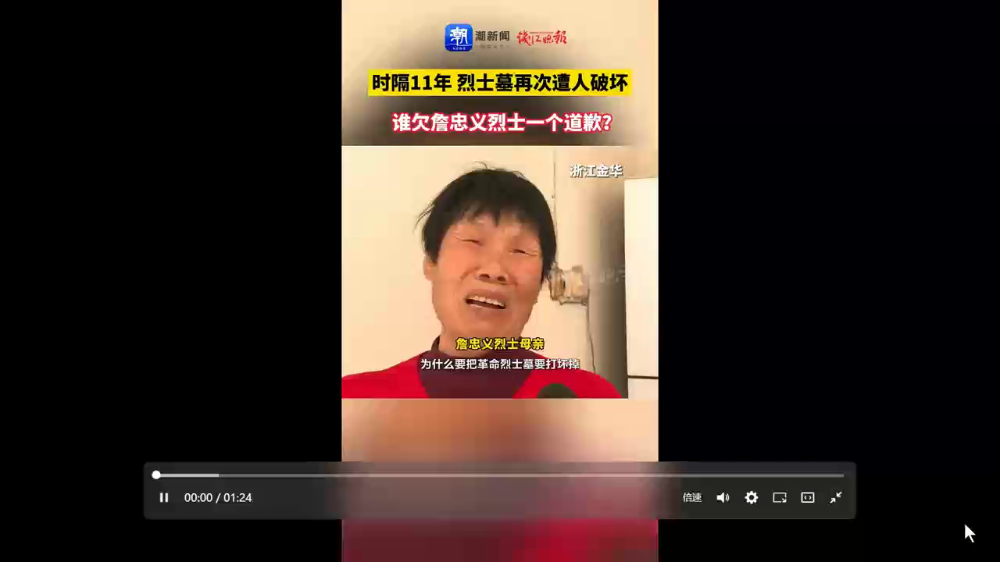 潮
NEWS
潮新闻
钱江晚报
时隔11年 烈士墓再次遭人破坏
谁欠詹忠义烈士一个道歉?
浙江金华
詹忠义烈士母亲
为什么要把革命烈士墓要打坏掉
00:00 / 01:24
倍速